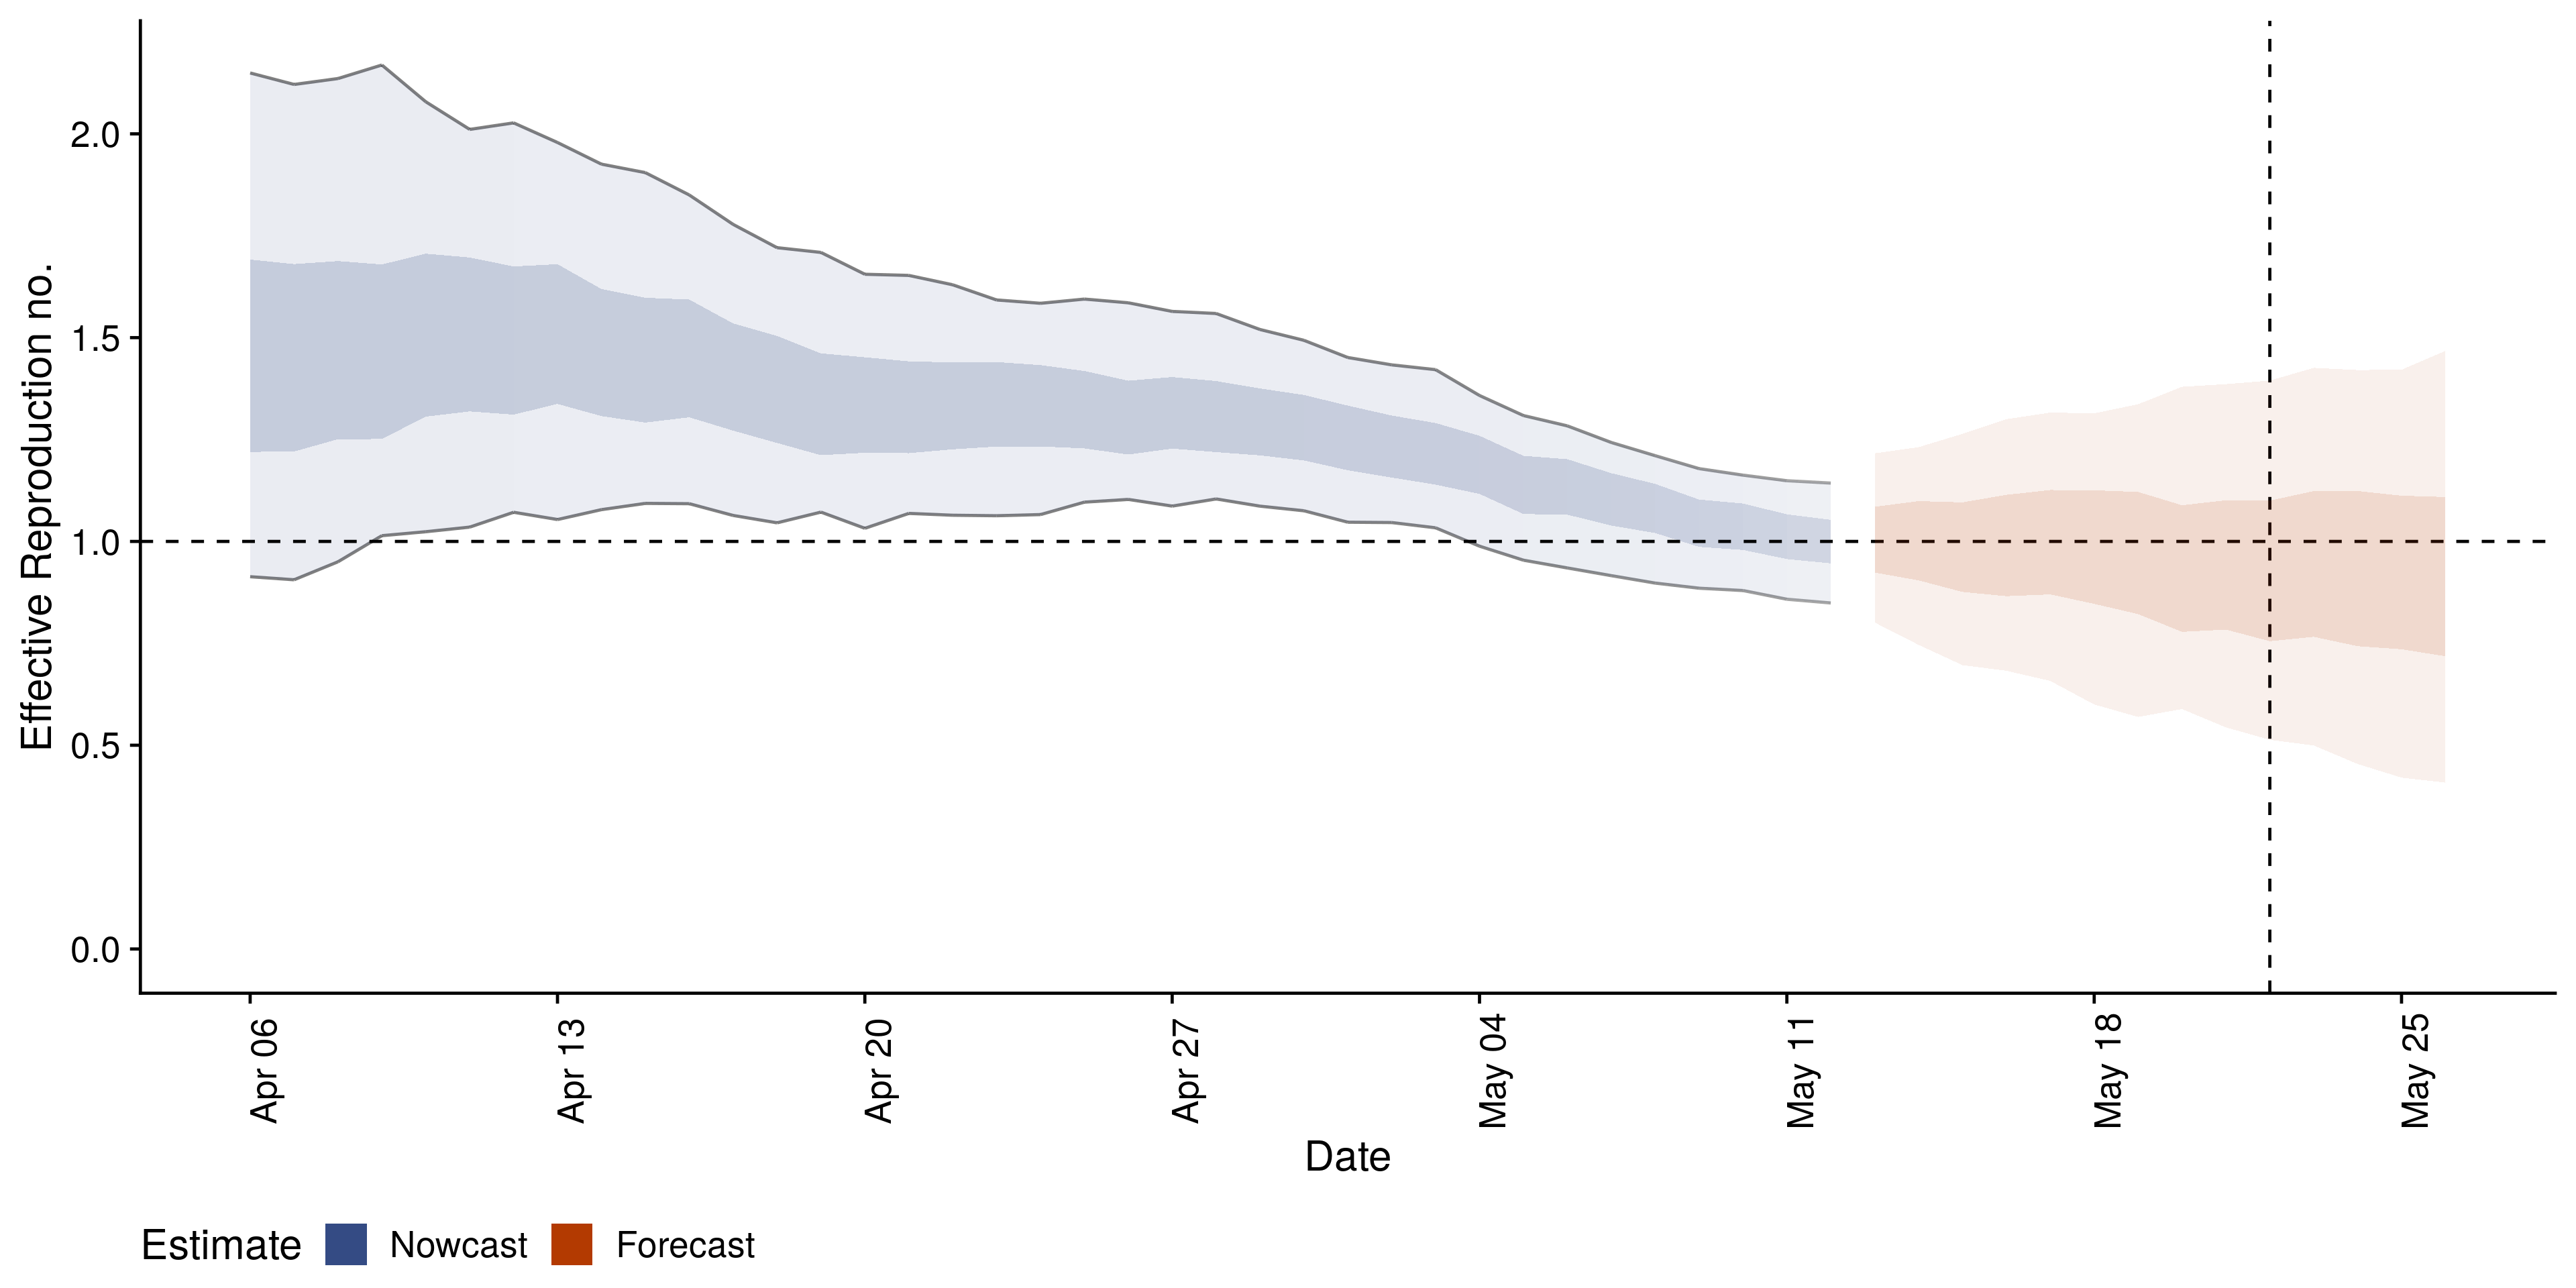 Effective Reproduction no.
2.0
1.5
1.0
0.5
0.0
Apr 06
Apr 13
Apr 20
Apr 27
May 04
May 11
May 18
May 25
Date
Estimate Nowcast Forecast